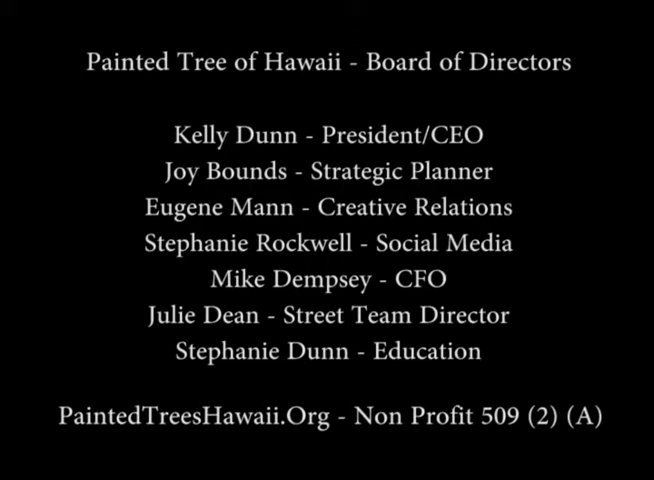 Painted Tree of Hawaii - Board of Directors
Kelly Dunn - President/CEO
Joy Bounds - Strategic Planner
Eugene Mann - Creative Relations
Stephanie Rockwell - Social Media
Mike Dempsey - CFO
Julie Dean - Street Team Director
Stephanie Dunn - Education
PaintedTreesHawaii.Org - Non Profit 509 (2) (A)